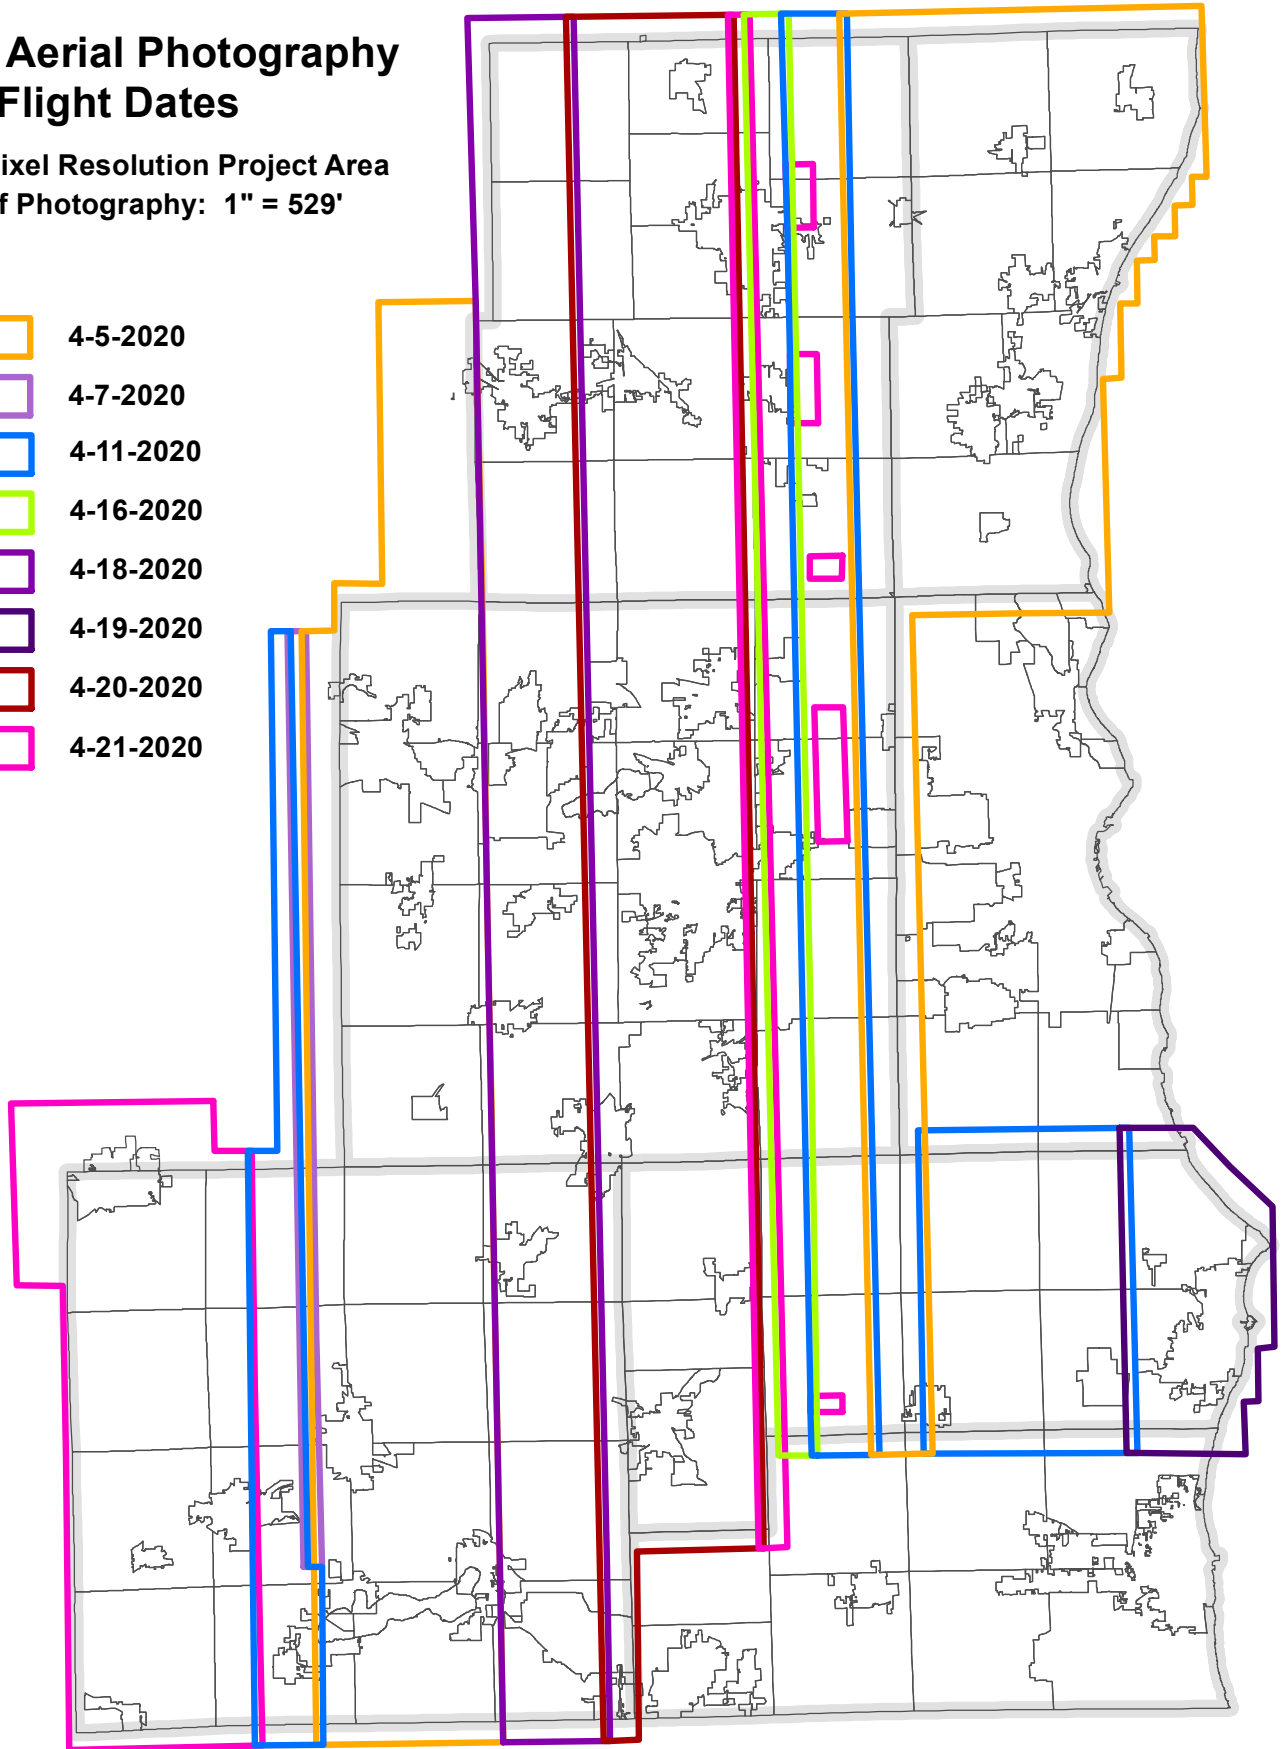 Aerial Photography
Flight Dates
ixel Resolution Project Area
f Photography: 1" = 529'
4-5-2020
4-7-2020
4-11-2020
4-16-2020
4-18-2020
4-19-2020
4-20-2020
4-21-2020